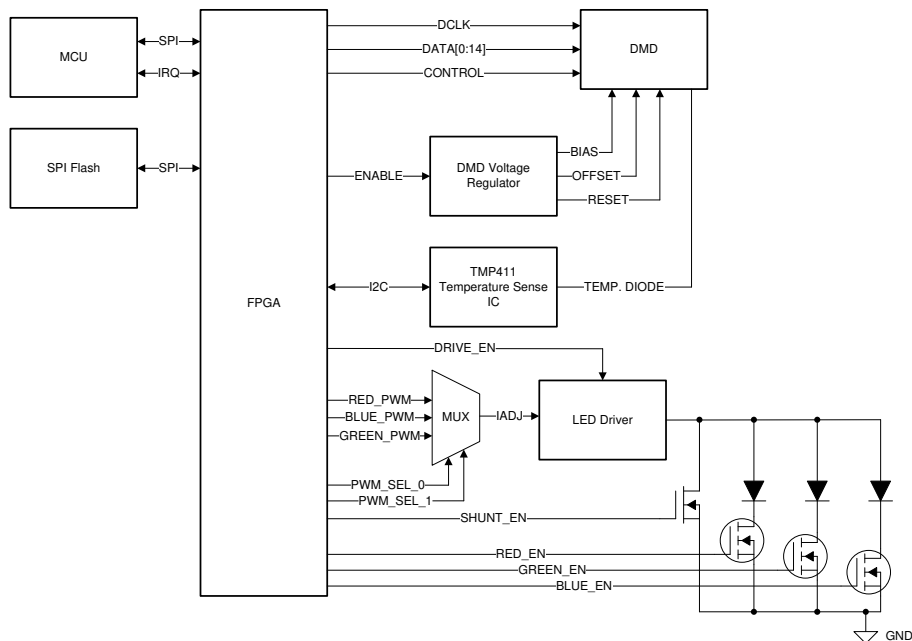 MCU
SPI
IRQ
SPI Flash
SPI
FPGA
DCLK
DATA[0:14]
CONTROL
DMD
ENABLE
DMD Voltage
Regulator
BIAS
OFFSET
RESET
I2C
TMP411
Temperature Sense
IC
TEMP. DIODE
DRIVE_EN
RED_PWM
BLUE_PWM
GREEN_PWM
MUX
IADJ
LED Driver
PWM_SEL_0
PWM_SEL_1
SHUNT_EN
RED_EN
GREEN_EN
BLUE_EN
GND